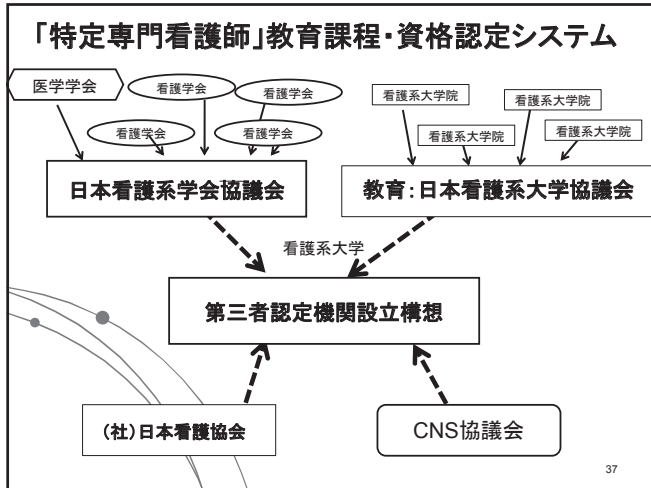 「特定専門看護師」教育課程・資格認定システム
医学学会
看護学会
看護学会
看護学会
看護学会
看護系大学院
看護系大学院
看護系大学院
看護系大学院
日本看護系学会協議会
教育：日本看護系大学協議会
看護系大学
第三者認定機関設立構想
（社）日本看護協会
CNS協議会
37